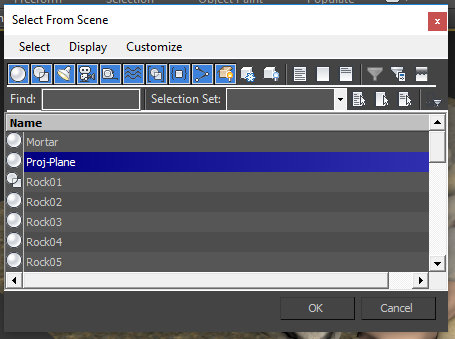 Select From Scene
x
Select Display Customize
Find: Selection Set:
Name
Mortar
Proj-Plane
Rock01
Rock02
Rock03
Rock04
Rock05
OK Cancel